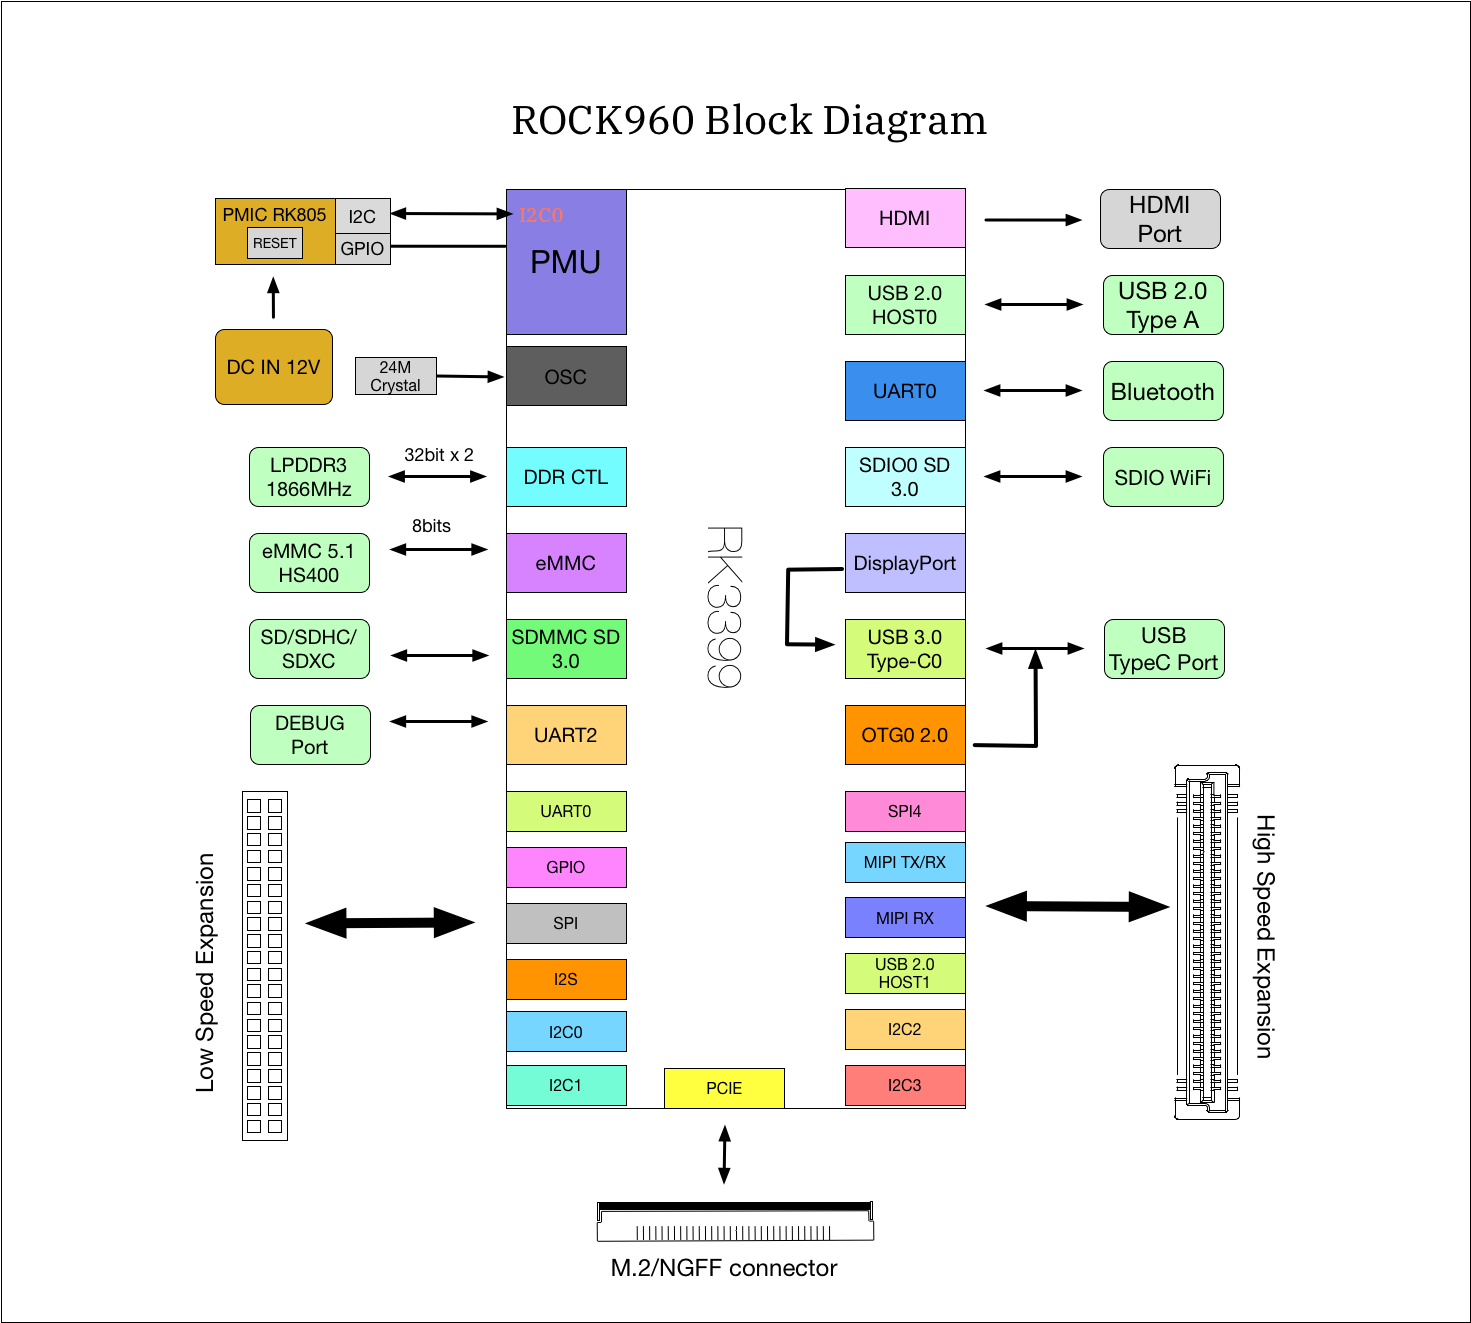 ROCK960 Block Diagram
PMIC RK805
RESET
I2C
GPIO
I2C0
PMU
DC IN 12V
24M
Crystal
OSC
LPDDR3
1866MHz
32bit x 2
DDR CTL
eMMC 5.1
HS400
8bits
eMMC
SD/SDHC/
SDXC
SDMMC SD
3.0
DEBUG
Port
UART2
UART0
GPIO
SPI
I2S
I2C0
I2C1
Low Speed Expansion
RK3399
PCIE
M.2/NGFF connector
HDMI
HDMI
Port
USB 2.0
HOST0
USB 2.0
Type A
UART0
Bluetooth
SDIO0 SD
3.0
SDIO WiFi
DisplayPort
USB 3.0
Type-C0
USB
TypeC Port
OTG0 2.0
SPI4
MIPI TX/RX
MIPI RX
USB 2.0
HOST1
I2C2
I2C3
High Speed Expansion